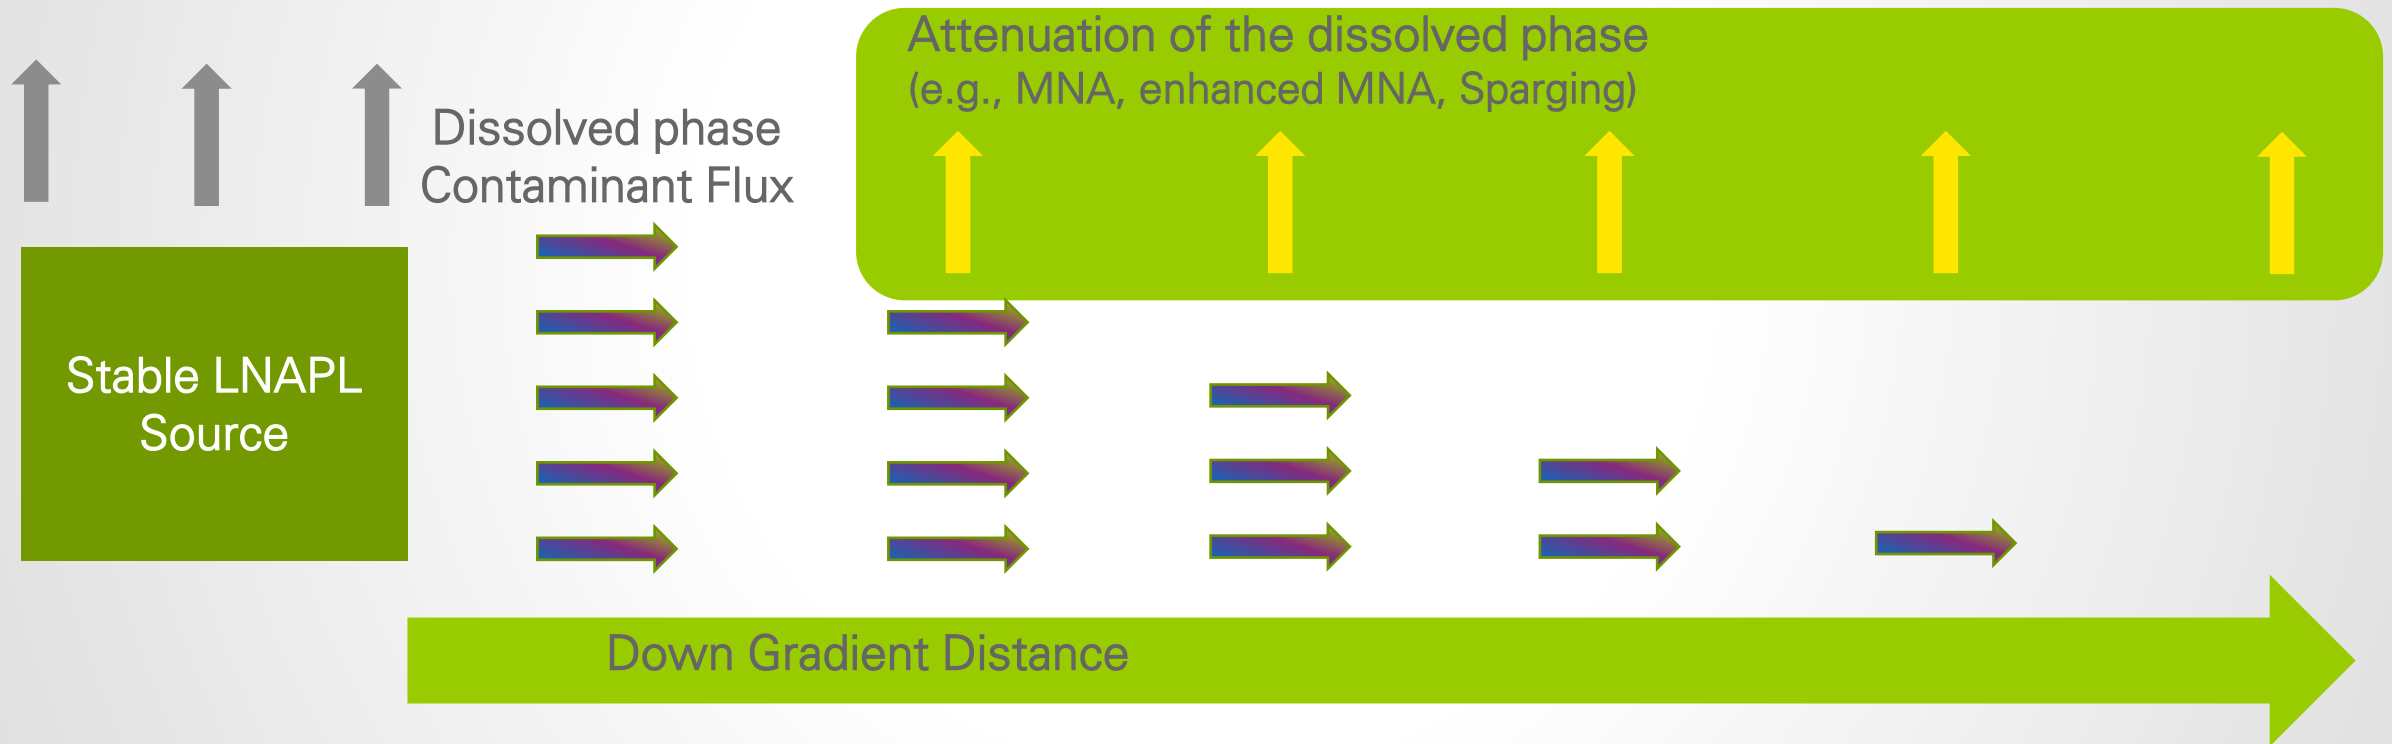 Attenuation of the dissolved phase
(e.g., MNA, enhanced MNA, Sparging)
Dissolved phase
Contaminant Flux
Stable LNAPL
Source
Down Gradient Distance